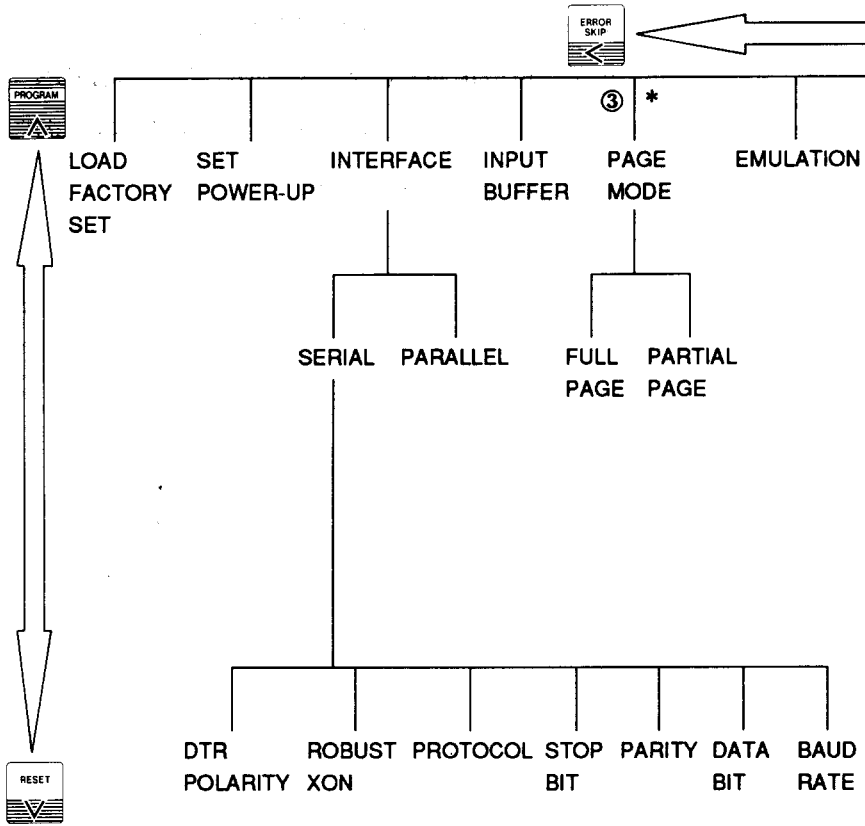 ERROR
SKIP
PROGRAM
③ *
LOAD
FACTORY
SET
SET
POWER-UP
INTERFACE
INPUT
BUFFER
PAGE
MODE
EMULATION
SERIAL
PARALLEL
FULL
PAGE
PARTIAL
PAGE
DTR
POLARITY
ROBUST
XON
PROTOCOL
STOP
BIT
PARITY
DATA
BIT
BAUD
RATE
RESET